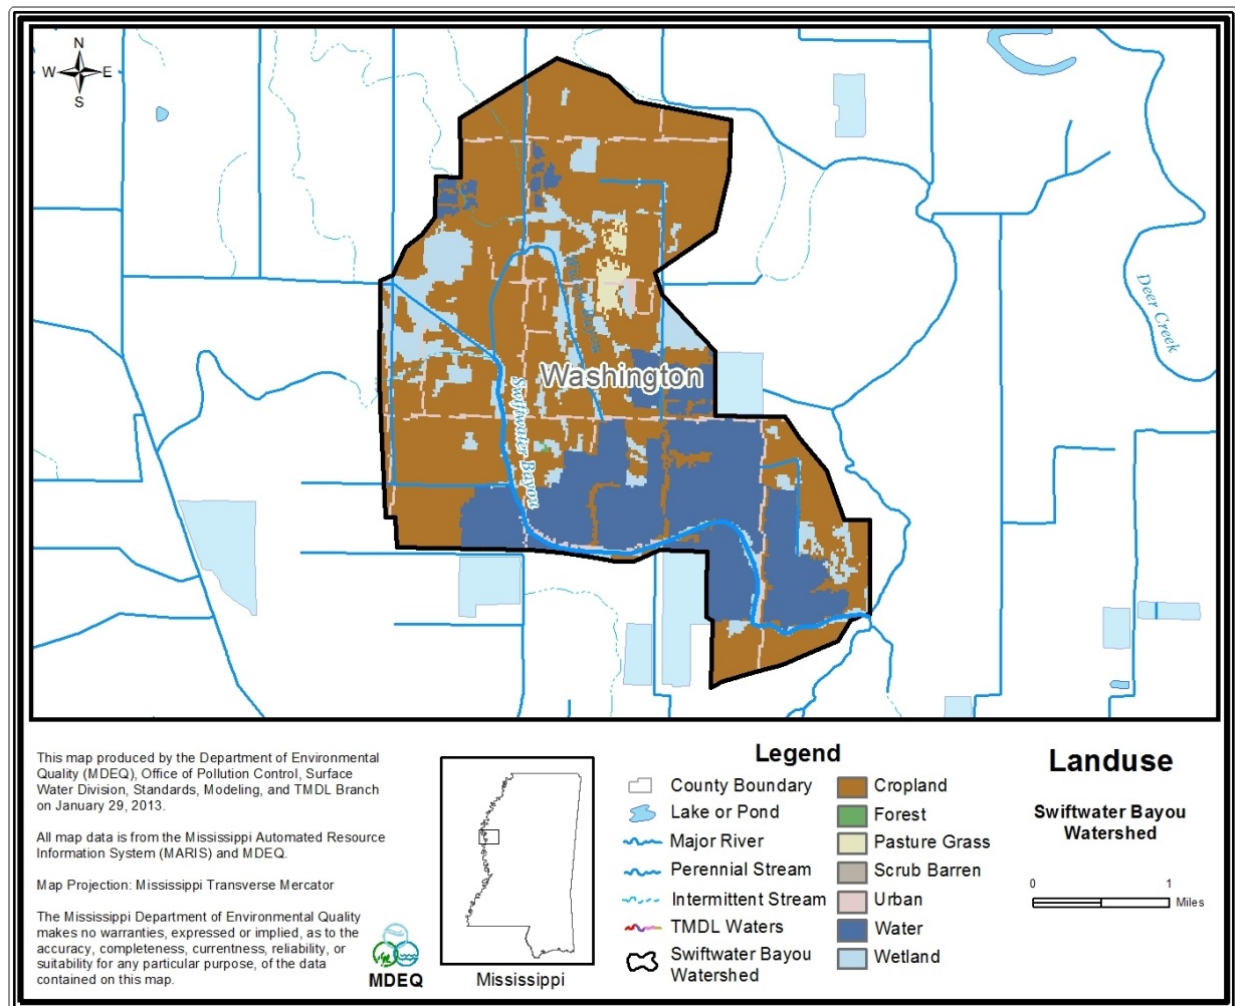 N
W E
S
Deer Creek
Washington
Swiftwater Bayou
This map produced by the Department of Environmental
Quality (MDEQ), Office of Pollution Control, Surface
Water Division, Standards, Modeling, and TMDL Branch
on January 29, 2013.
All map data is from the Mississippi Automated Resource
Information System (MARIS) and MDEQ.
Map Projection: Mississippi Transverse Mercator
The Mississippi Department of Environmental Quality
makes no warranties, expressed or implied, as to the
accuracy, completeness, currentness, reliability, or
suitability for any particular purpose, of the data
contained on this map.
MDEQ
Mississippi
Legend
County Boundary
Lake or Pond
Major River
Perennial Stream
Intermittent Stream
TMDL Waters
Swiftwater Bayou
Watershed
Cropland
Forest
Pasture Grass
Scrub Barren
Urban
Water
Wetland
Landuse
Swiftwater Bayou
Watershed
0 1
Miles